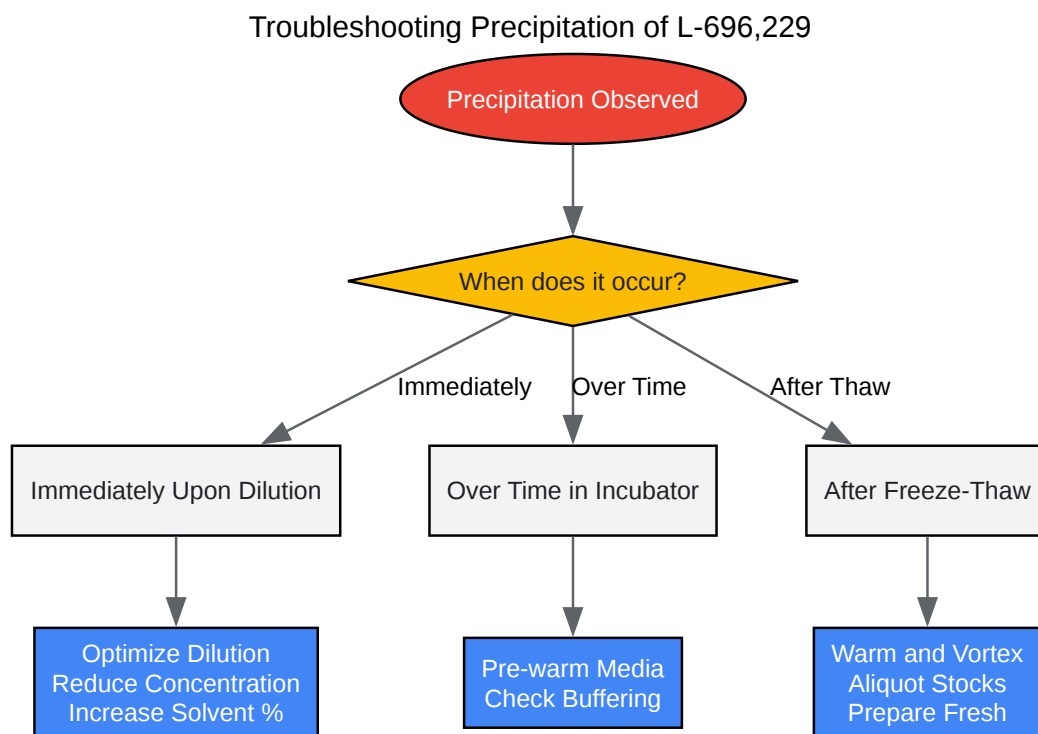 Troubleshooting Precipitation of L-696,229
Precipitation Observed
When does it occur?
Immediately
Over Time
After Thaw
Immediately Upon Dilution
Over Time in Incubator
After Freeze-Thaw
Optimize Dilution
Reduce Concentration
Increase Solvent %
Pre-warm Media
Check Buffering
Warm and Vortex
Aliquot Stocks
Prepare Fresh